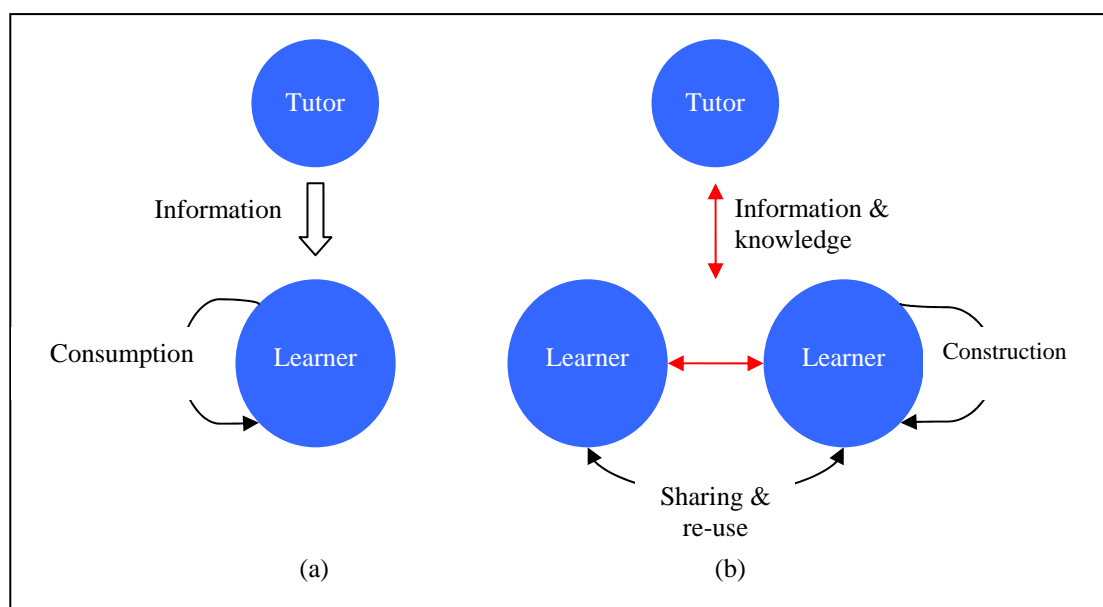 Tutor
Information
Consumption
Learner
(a)
Tutor
Information &
knowledge
Learner
Learner
Construction
Sharing &
re-use
(b)